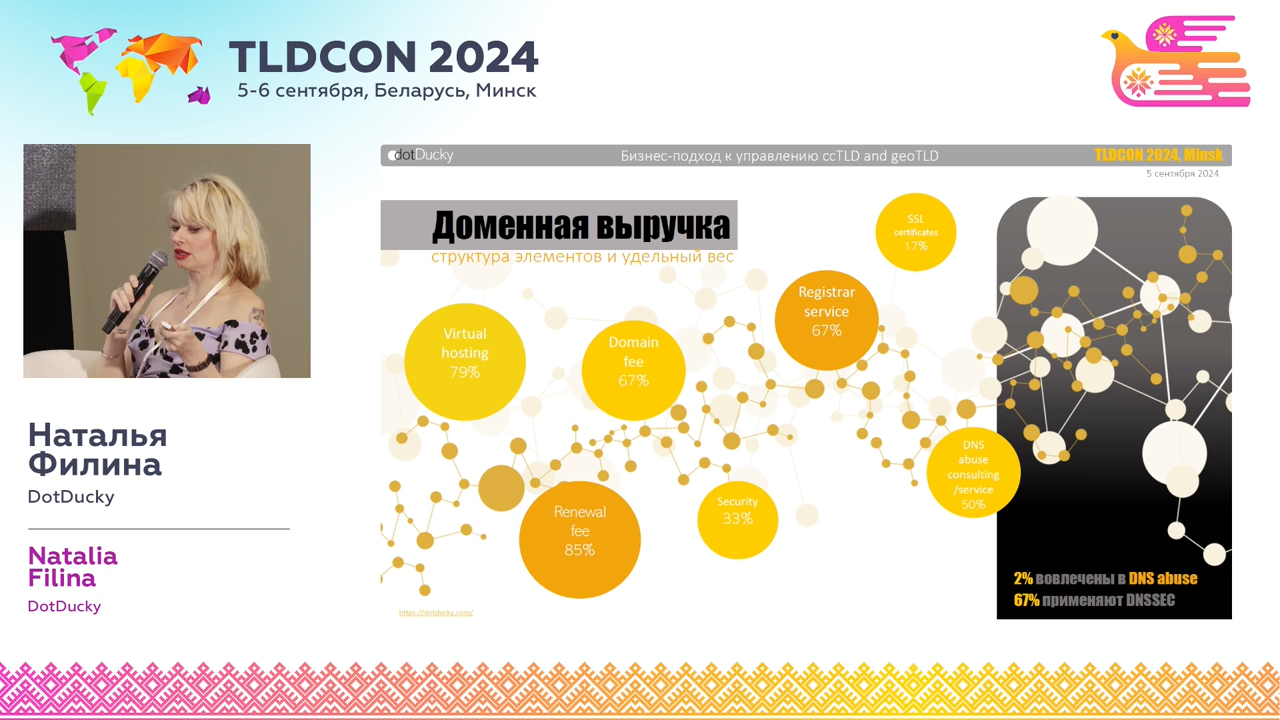 TLDCON 2024
5-6 сентября, Беларусь, Минск
Наталья
Филина
DotDucky
Natalia
Filina
DotDucky
dotDucky
Бизнес-подход к управлению ccTLD and geoTLD
TLDCON 2024, Minsk
5 сентября 2024
Доменная выручка
структура элементов и удельный вес
SSL
certificates
17%
Registrar
service
67%
Virtual
hosting
79%
Domain
fee
67%
DNS
abuse
consulting
/service
50%
Security
33%
Renewal
fee
85%
2% вовлечены в DNS abuse
67% применяют DNSSEC
https://dotducky.com/